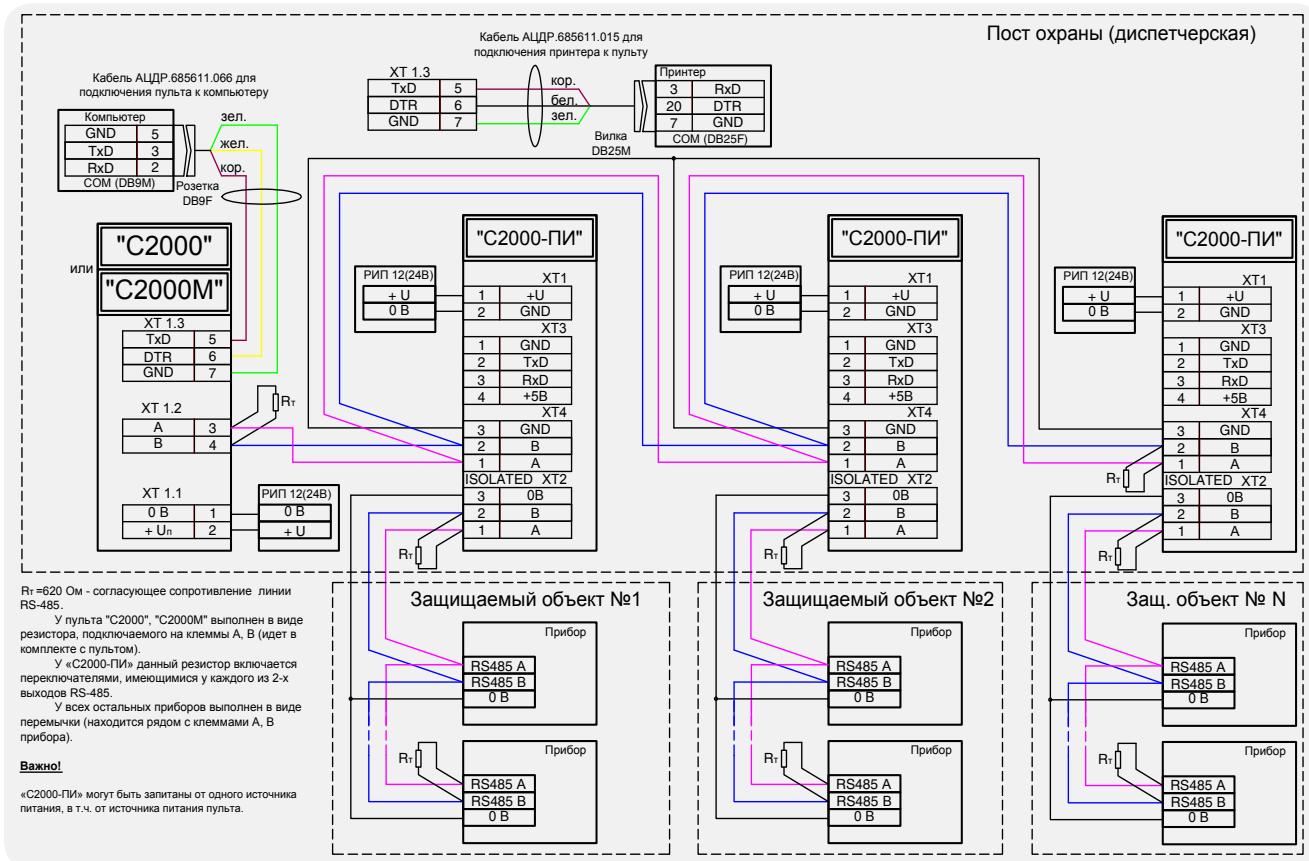 Пост охраны (диспетчерская)
Кабель АЦДР.685611.015 для
подключения принтера к пульту
Кабель АЦДР.685611.066 для
подключения пульта к компьютеру
XT 1.3
TxD 5
DTR 6
GND 7
кор.
бел.
зел.
Вилка
DB25M
Принтер
3 RxD
20 DTR
7 GND
COM (DB25F)
Компьютер
GND 5
TxD 3
RxD 2
COM (DB9M)
зел.
жел.
кор.
Розетка
DB9F
"С2000"
или
"С2000М"
XT 1.3
TxD 5
DTR 6
GND 7
Rт
XT 1.2
A 3
B 4
XT 1.1
0 В 1
+ Uп 2
РИП 12(24В)
0 В
+ U
"С2000-ПИ"
РИП 12(24В)
+ U
0 В
XT1
1 +U
2 GND
XT3
1 GND
2 TxD
3 RxD
4 +5В
XT4
3 GND
2 B
1 A
ISOLATED XT2
3 0В
2 B
1 A
Rт
"С2000-ПИ"
РИП 12(24В)
+ U
0 В
XT1
1 +U
2 GND
XT3
1 GND
2 TxD
3 RxD
4 +5В
XT4
3 GND
2 B
1 A
ISOLATED XT2
3 0В
2 B
1 A
Rт
"С2000-ПИ"
РИП 12(24В)
+ U
0 В
XT1
1 +U
2 GND
XT3
1 GND
2 TxD
3 RxD
4 +5В
XT4
3 GND
2 B
1 A
Rт
ISOLATED XT2
3 0В
2 B
1 A
Rт
Rт =620 Ом - согласующее сопротивление линии
RS-485.
У пульта "С2000", "С2000М" выполнен в виде
резистора, подключаемого на клеммы А, В (идет в
комплекте с пультом).
У «С2000-ПИ» данный резистор включается
переключателями, имеющимися у каждого из 2-х
выходов RS-485.
У всех остальных приборов выполнен в виде
перемычки (находится рядом с клеммами А, В
прибора).
Важно!
«С2000-ПИ» могут быть запитаны от одного источника
питания, в т.ч. от источника питания пульта.
Защищаемый объект №1
Прибор
RS485 A
RS485 B
0 В
Прибор
Rт
RS485 A
RS485 B
0 В
Защищаемый объект №2
Прибор
RS485 A
RS485 B
0 В
Прибор
Rт
RS485 A
RS485 B
0 В
Защ. объект № N
Прибор
RS485 A
RS485 B
0 В
Прибор
Rт
RS485 A
RS485 B
0 В